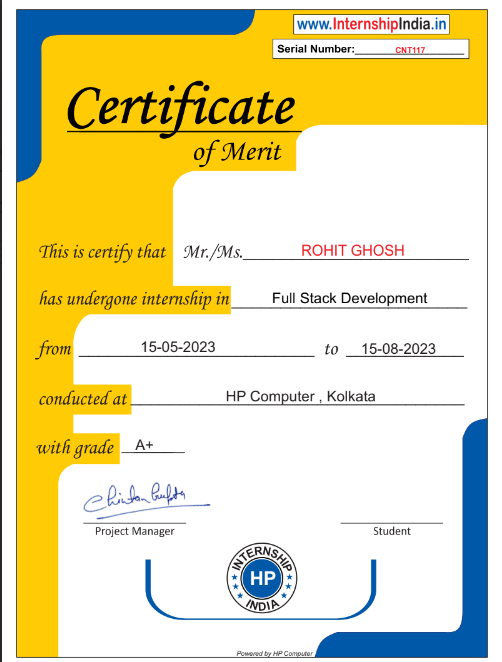 www.InternshipIndia.in
Serial Number: CNT117
Certificate
of Merit
This is certify that Mr./Ms. ROHIT GHOSH
has undergone internship in Full Stack Development
from 15-05-2023 to 15-08-2023
conducted at HP Computer , Kolkata
with grade A+
Chintan Gupta
Project Manager Student
INTERNSHIP
HP
INDIA
Powered by HP Computer